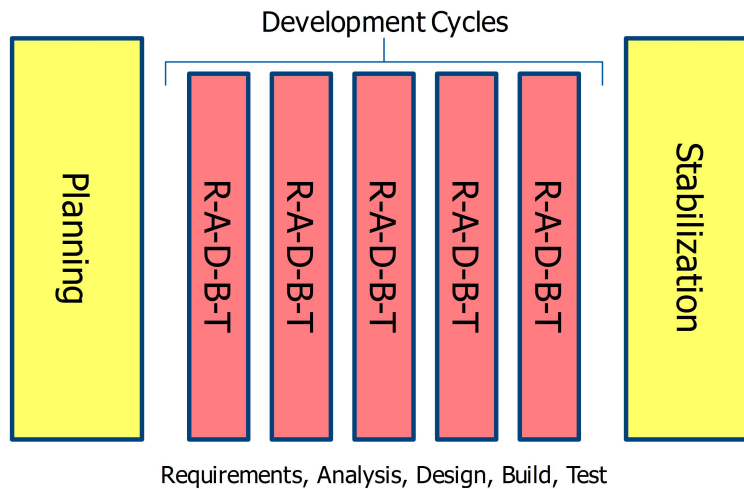 Development Cycles
Planning
R-A-D-B-T
R-A-D-B-T
R-A-D-B-T
R-A-D-B-T
R-A-D-B-T
Stabilization
Requirements, Analysis, Design, Build, Test